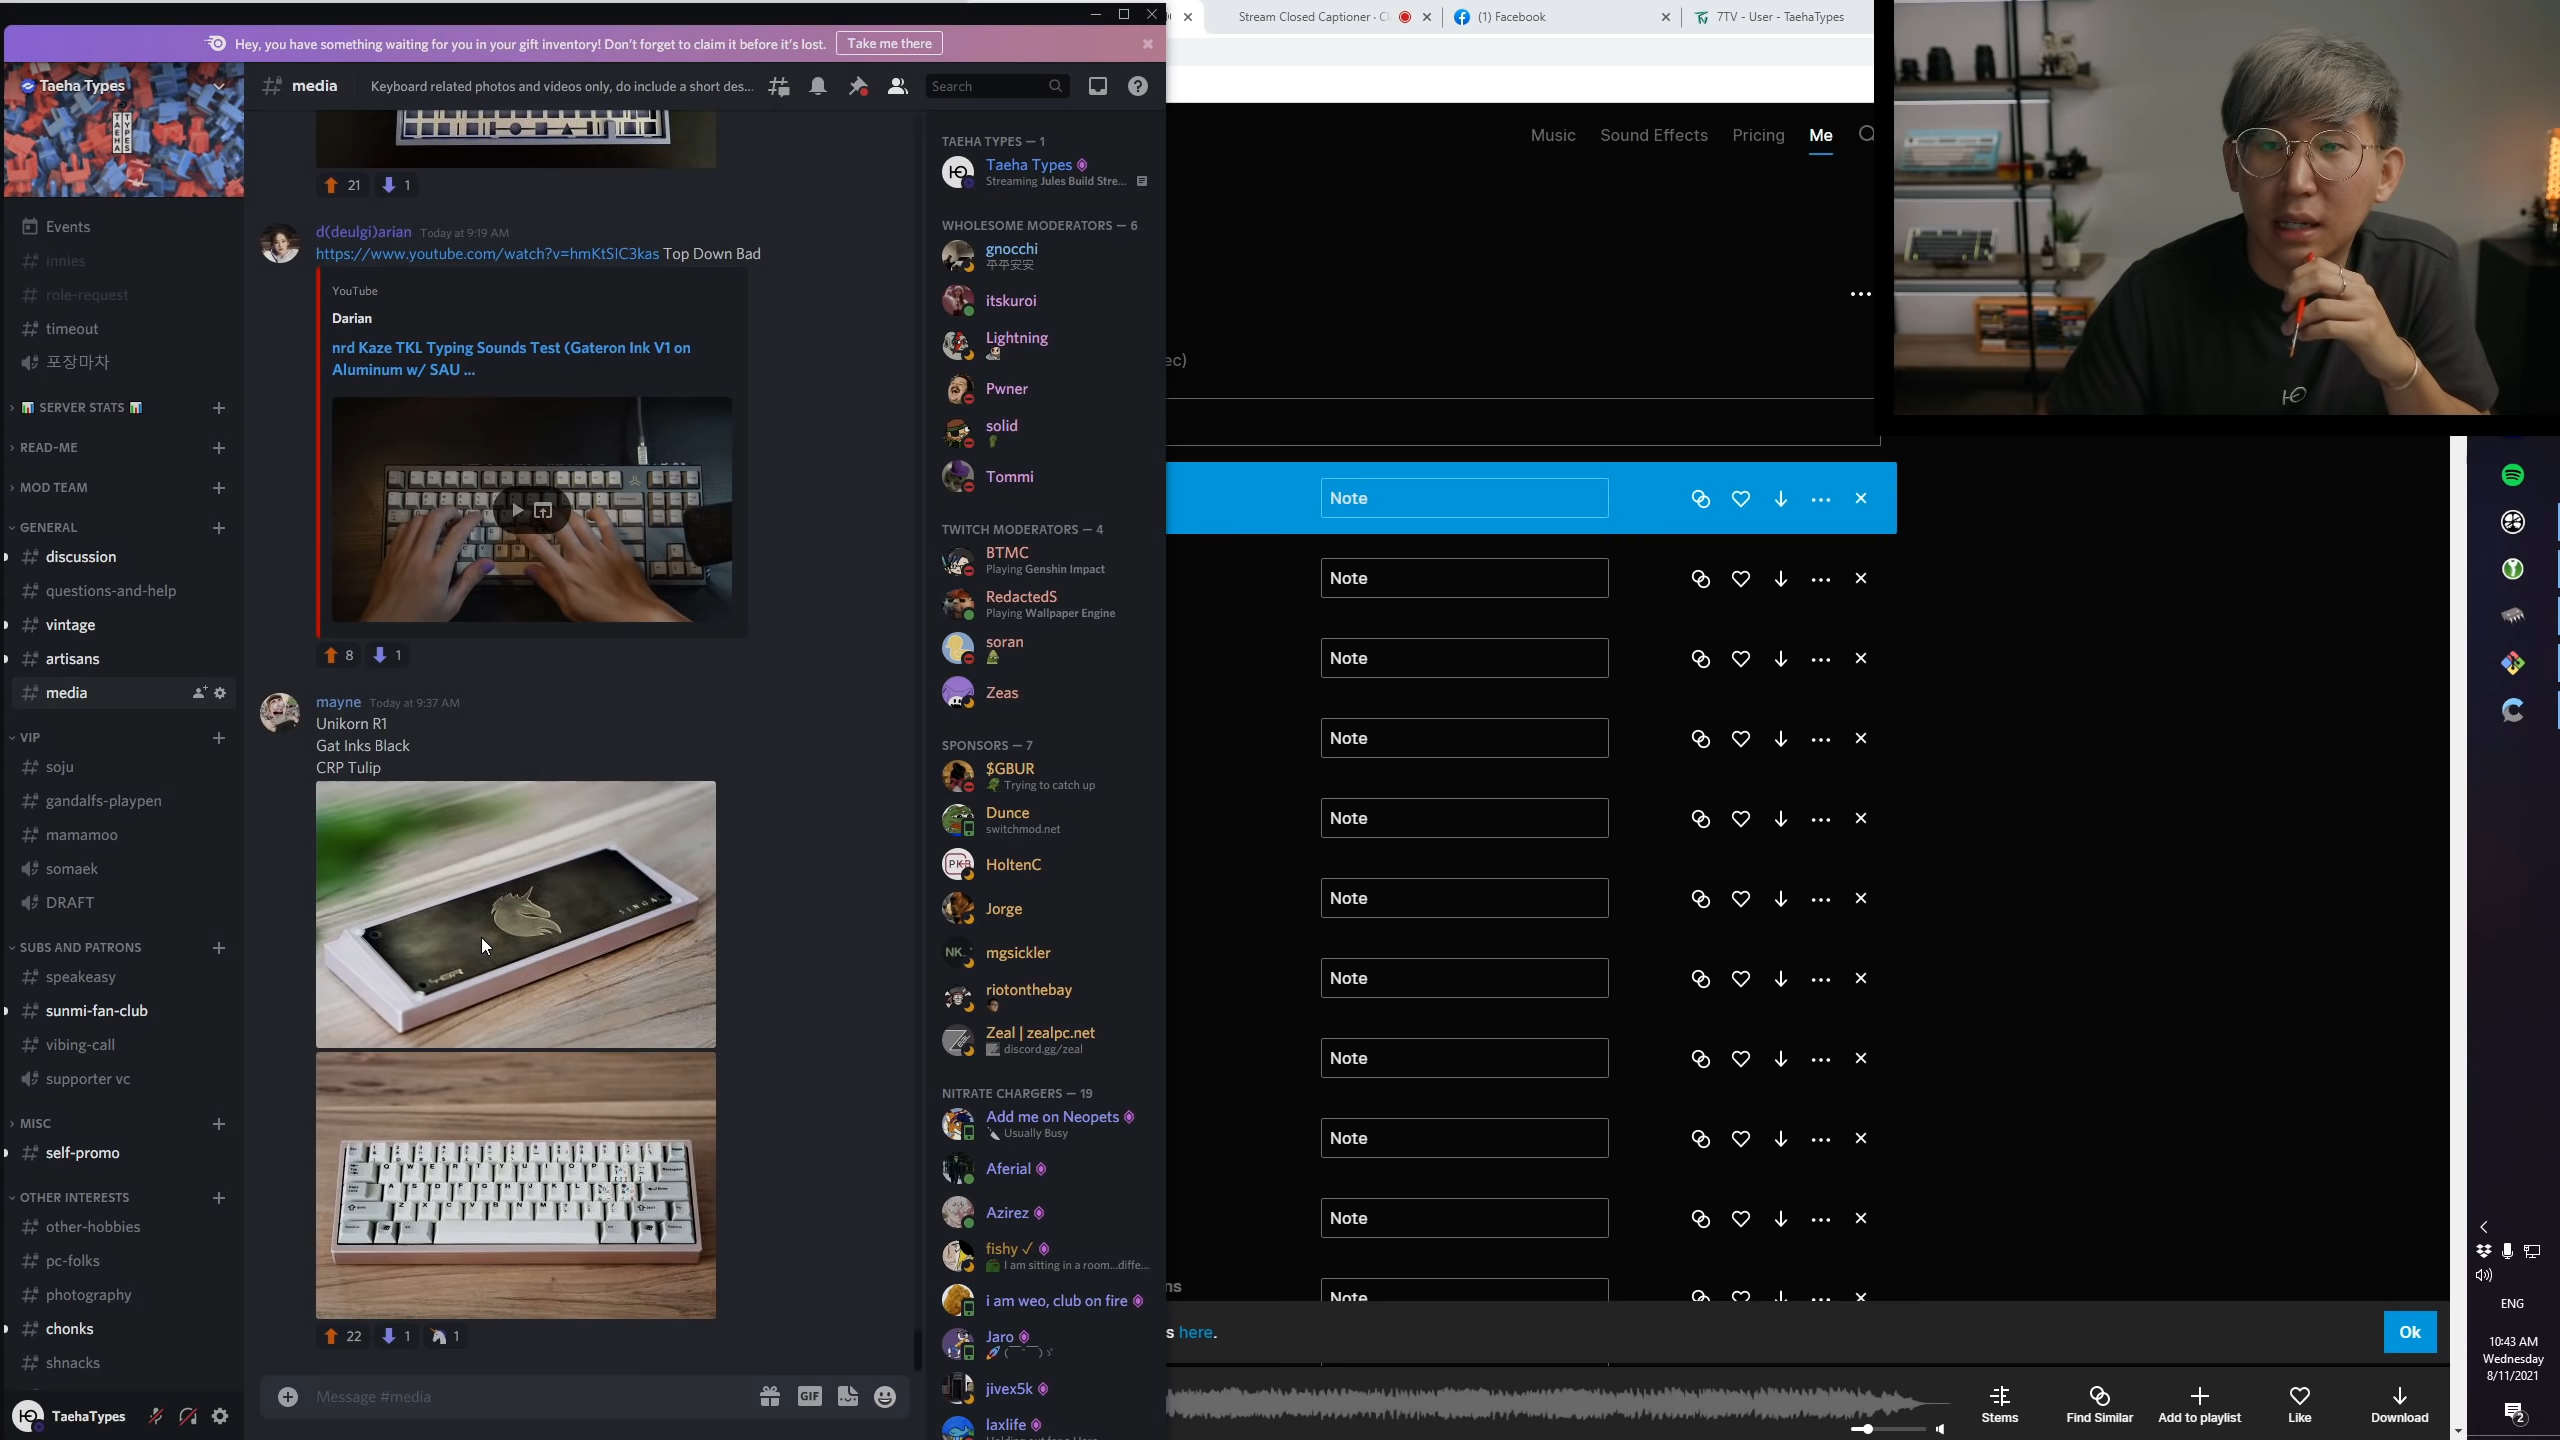 Hey, you have something waiting for you in your gift inventory! Don't forget to claim it before it's lost.
Take me there
Taeha Types
Events
innies
role-request
timeout
포장마차
SERVER STATS
READ-ME
MOD TEAM
GENERAL
discussion
questions-and-help
vintage
artisans
media
VIP
soju
gandalfs-playpen
mamamoo
somaek
DRAFT
SUBS AND PATRONS
speakeasy
sunmi-fan-club
vibing-call
supporter vc
MISC
self-promo
OTHER INTERESTS
other-hobbies
pc-folks
photography
chonks
shnacks
TaehaTypes
media
Keyboard related photos and videos only, do include a short des...
Search
21
1
d(deulgi)arian Today at 9:19 AM
https://www.youtube.com/watch?v=hmKtSIC3kas Top Down Bad
YouTube
Darian
nrd Kaze TKL Typing Sounds Test (Gateron Ink V1 on
Aluminum w/ SAU ...
8
1
mayne Today at 9:37 AM
Unikorn R1
Gat Inks Black
CRP Tulip
22
1
1
Message #media
GIF
TAEHA TYPES — 1
Taeha Types
Streaming Jules Build Stre...
WHOLESOME MODERATORS — 6
gnocchi
itskuroi
Lightning
Pwner
solid
Tommi
TWITCH MODERATORS — 4
BTMC
Playing Genshin Impact
RedactedS
Playing Wallpaper Engine
soran
Zeas
SPONSORS — 7
$GBUR
Trying to catch up
Dunce
switchmod.net
HoltenC
Jorge
mgsickler
riotonthebay
Zeal | zealpc.net
discord.gg/zeal
NITRATE CHARGERS — 19
Add me on Neopets
Usually Busy
Aferial
Azirez
fishy ✓
I am sitting in a room...diffe...
i am weo, club on fire
Jaro
jivex5k
laxlife
Stream Closed Captioner - Cl
(1) Facebook
7TV - User - TaehaTypes
Music
Sound Effects
Pricing
Me
ec)
Note
Note
Note
Note
Note
Note
Note
Note
Note
Note
Note
ns
s here.
Ok
Stems
Find Similar
Add to playlist
Like
Download
ENG
10:43 AM
Wednesday
8/11/2021
2